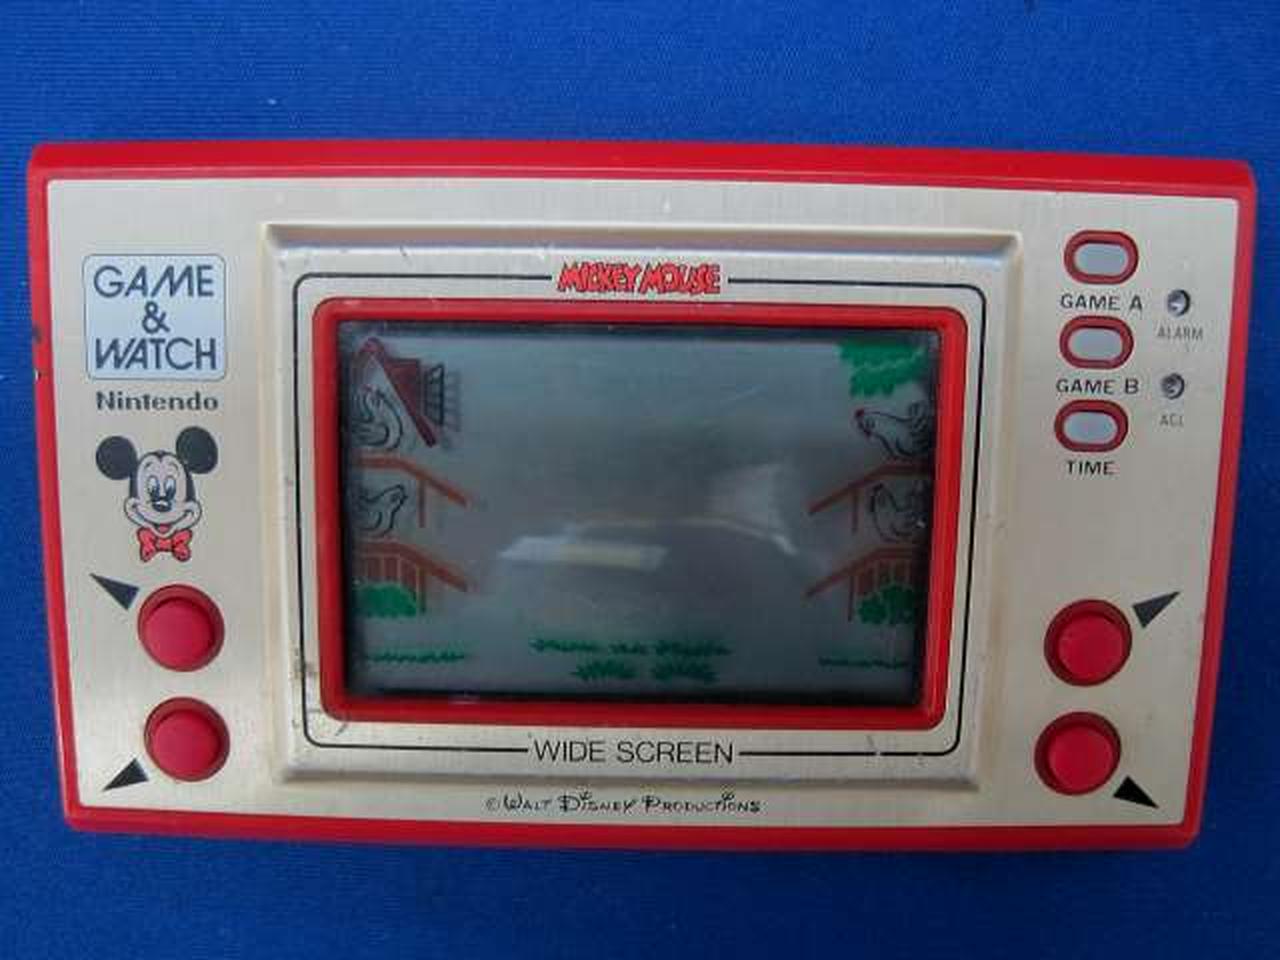 MICKEY MOUSE
GAME
&
WATCH
Nintendo
GAME A
ALARM
GAME B
ACL
TIME
WIDE SCREEN
© WALT DISNEY PRODUCTIONS